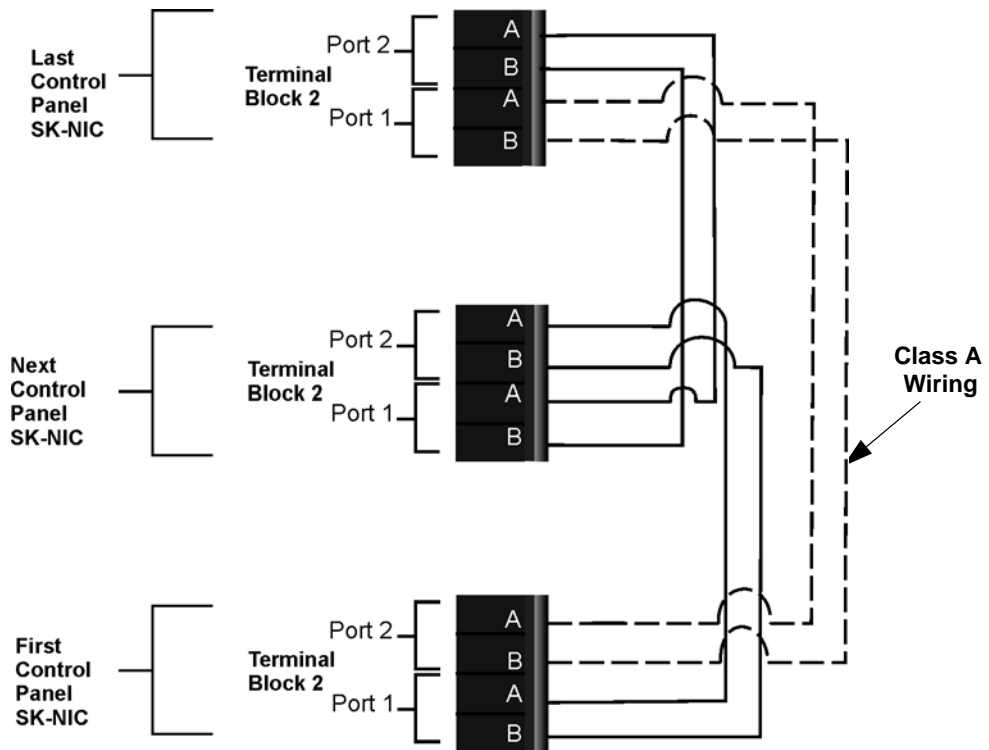 Last
Control
Panel
SK-NIC
Terminal
Block 2
Port 2
Port 1
A
B
A
B
Next
Control
Panel
SK-NIC
Terminal
Block 2
Port 2
Port 1
A
B
A
B
Class A
Wiring
First
Control
Panel
SK-NIC
Terminal
Block 2
Port 2
Port 1
A
B
A
B